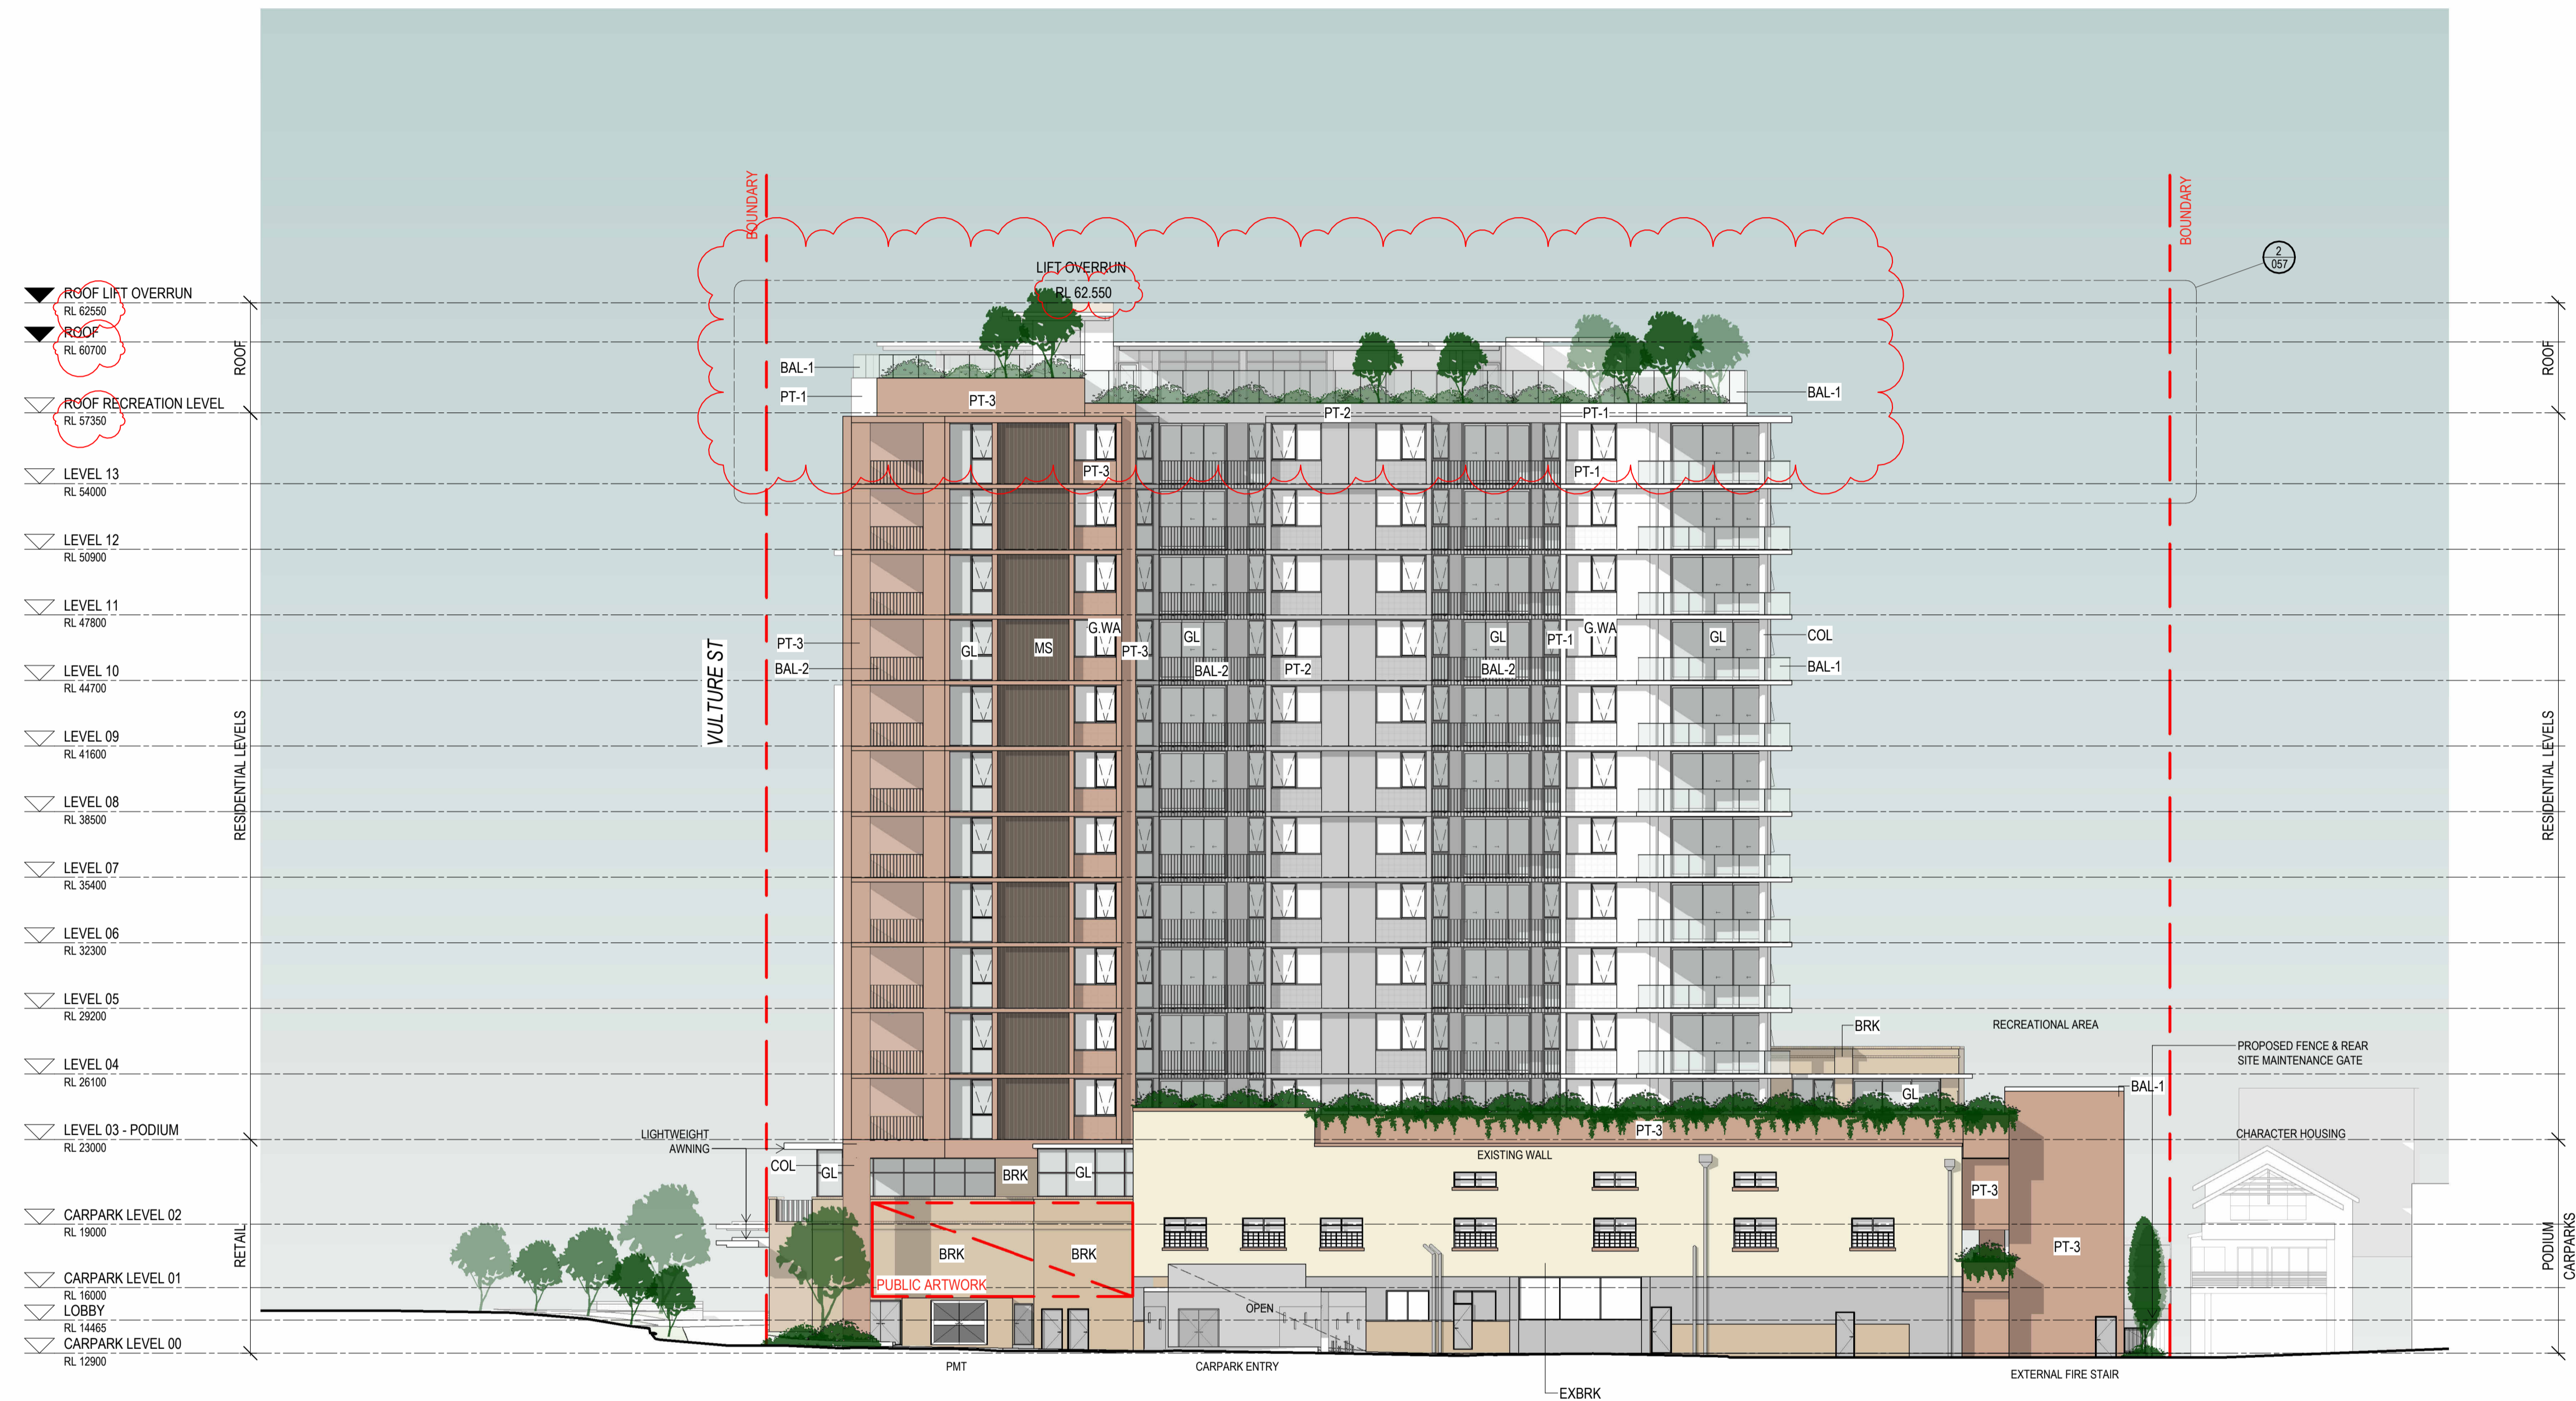 BOUNDARY
BOUNDARY
2
057
LIFT OVERRUN
RL 62.550
ROOF LIFT OVERRUN
RL 62550
ROOF
RL 60700
ROOF RECREATION LEVEL
RL 57350
LEVEL 13
RL 54000
LEVEL 12
RL 50900
LEVEL 11
RL 47800
LEVEL 10
RL 44700
LEVEL 09
RL 41600
LEVEL 08
RL 38500
LEVEL 07
RL 35400
LEVEL 06
RL 32300
LEVEL 05
RL 29200
LEVEL 04
RL 26100
LEVEL 03 - PODIUM
RL 23000
CARPARK LEVEL 02
RL 19000
CARPARK LEVEL 01
RL 16000
LOBBY
RL 14465
CARPARK LEVEL 00
RL 12900
ROOF
RESIDENTIAL LEVELS
RETAIL
VULTURE ST
BAL-1
PT-1
PT-3
PT-2
PT-1
BAL-1
PT-3
PT-1
PT-3
BAL-2
GL
MS
G.WA
PT-3
GL
BAL-2
PT-2
GL
BAL-2
PT-1
G.WA
GL
COL
BAL-1
BRK
RECREATIONAL AREA
PROPOSED FENCE & REAR
SITE MAINTENANCE GATE
BAL-1
GL
PT-3
CHARACTER HOUSING
LIGHTWEIGHT
AWNING
COL
GL
BRK
GL
EXISTING WALL
PT-3
PT-3
BRK
BRK
PUBLIC ARTWORK
OPEN
PMT
CARPARK ENTRY
EXBRK
EXTERNAL FIRE STAIR
ROOF
RESIDENTIAL LEVELS
PODIUM
CARPARKS